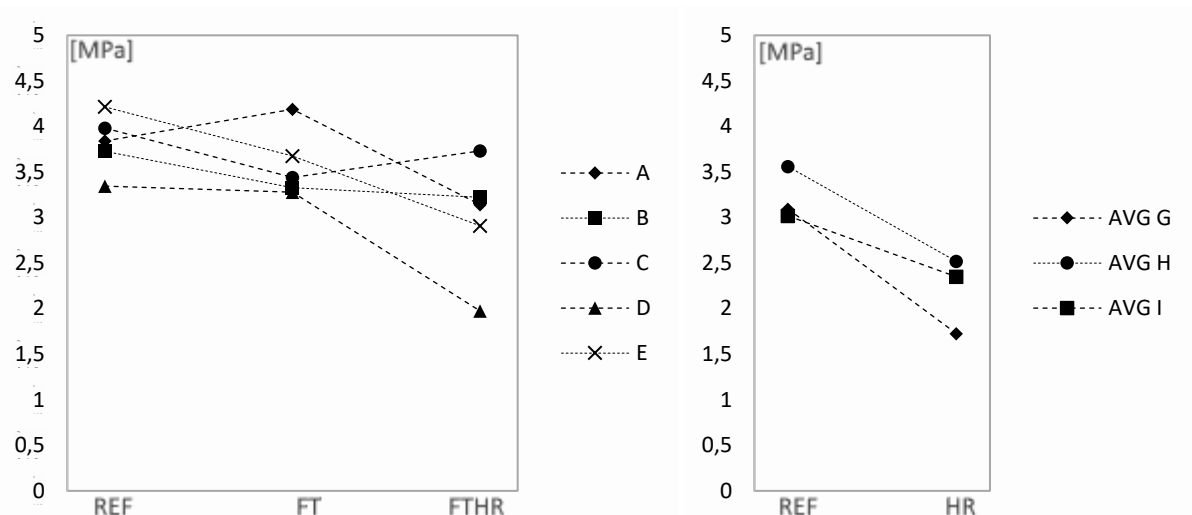 5
[MPa]
4,5
4
3,5
3
2,5
2
1,5
1
0,5
0
REF FT FTHR
A
B
C
D
E
5
[MPa]
4,5
4
3,5
3
2,5
2
1,5
1
0,5
0
REF HR
AVG G
AVG H
AVG I